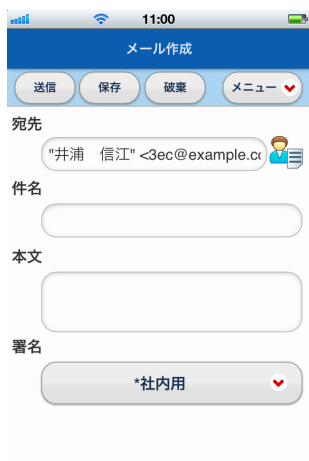 11:00
メール作成
送信 保存 破棄 メニュー
宛先
"井浦　信江" <3ec@example.co
件名
本文
署名
*社内用